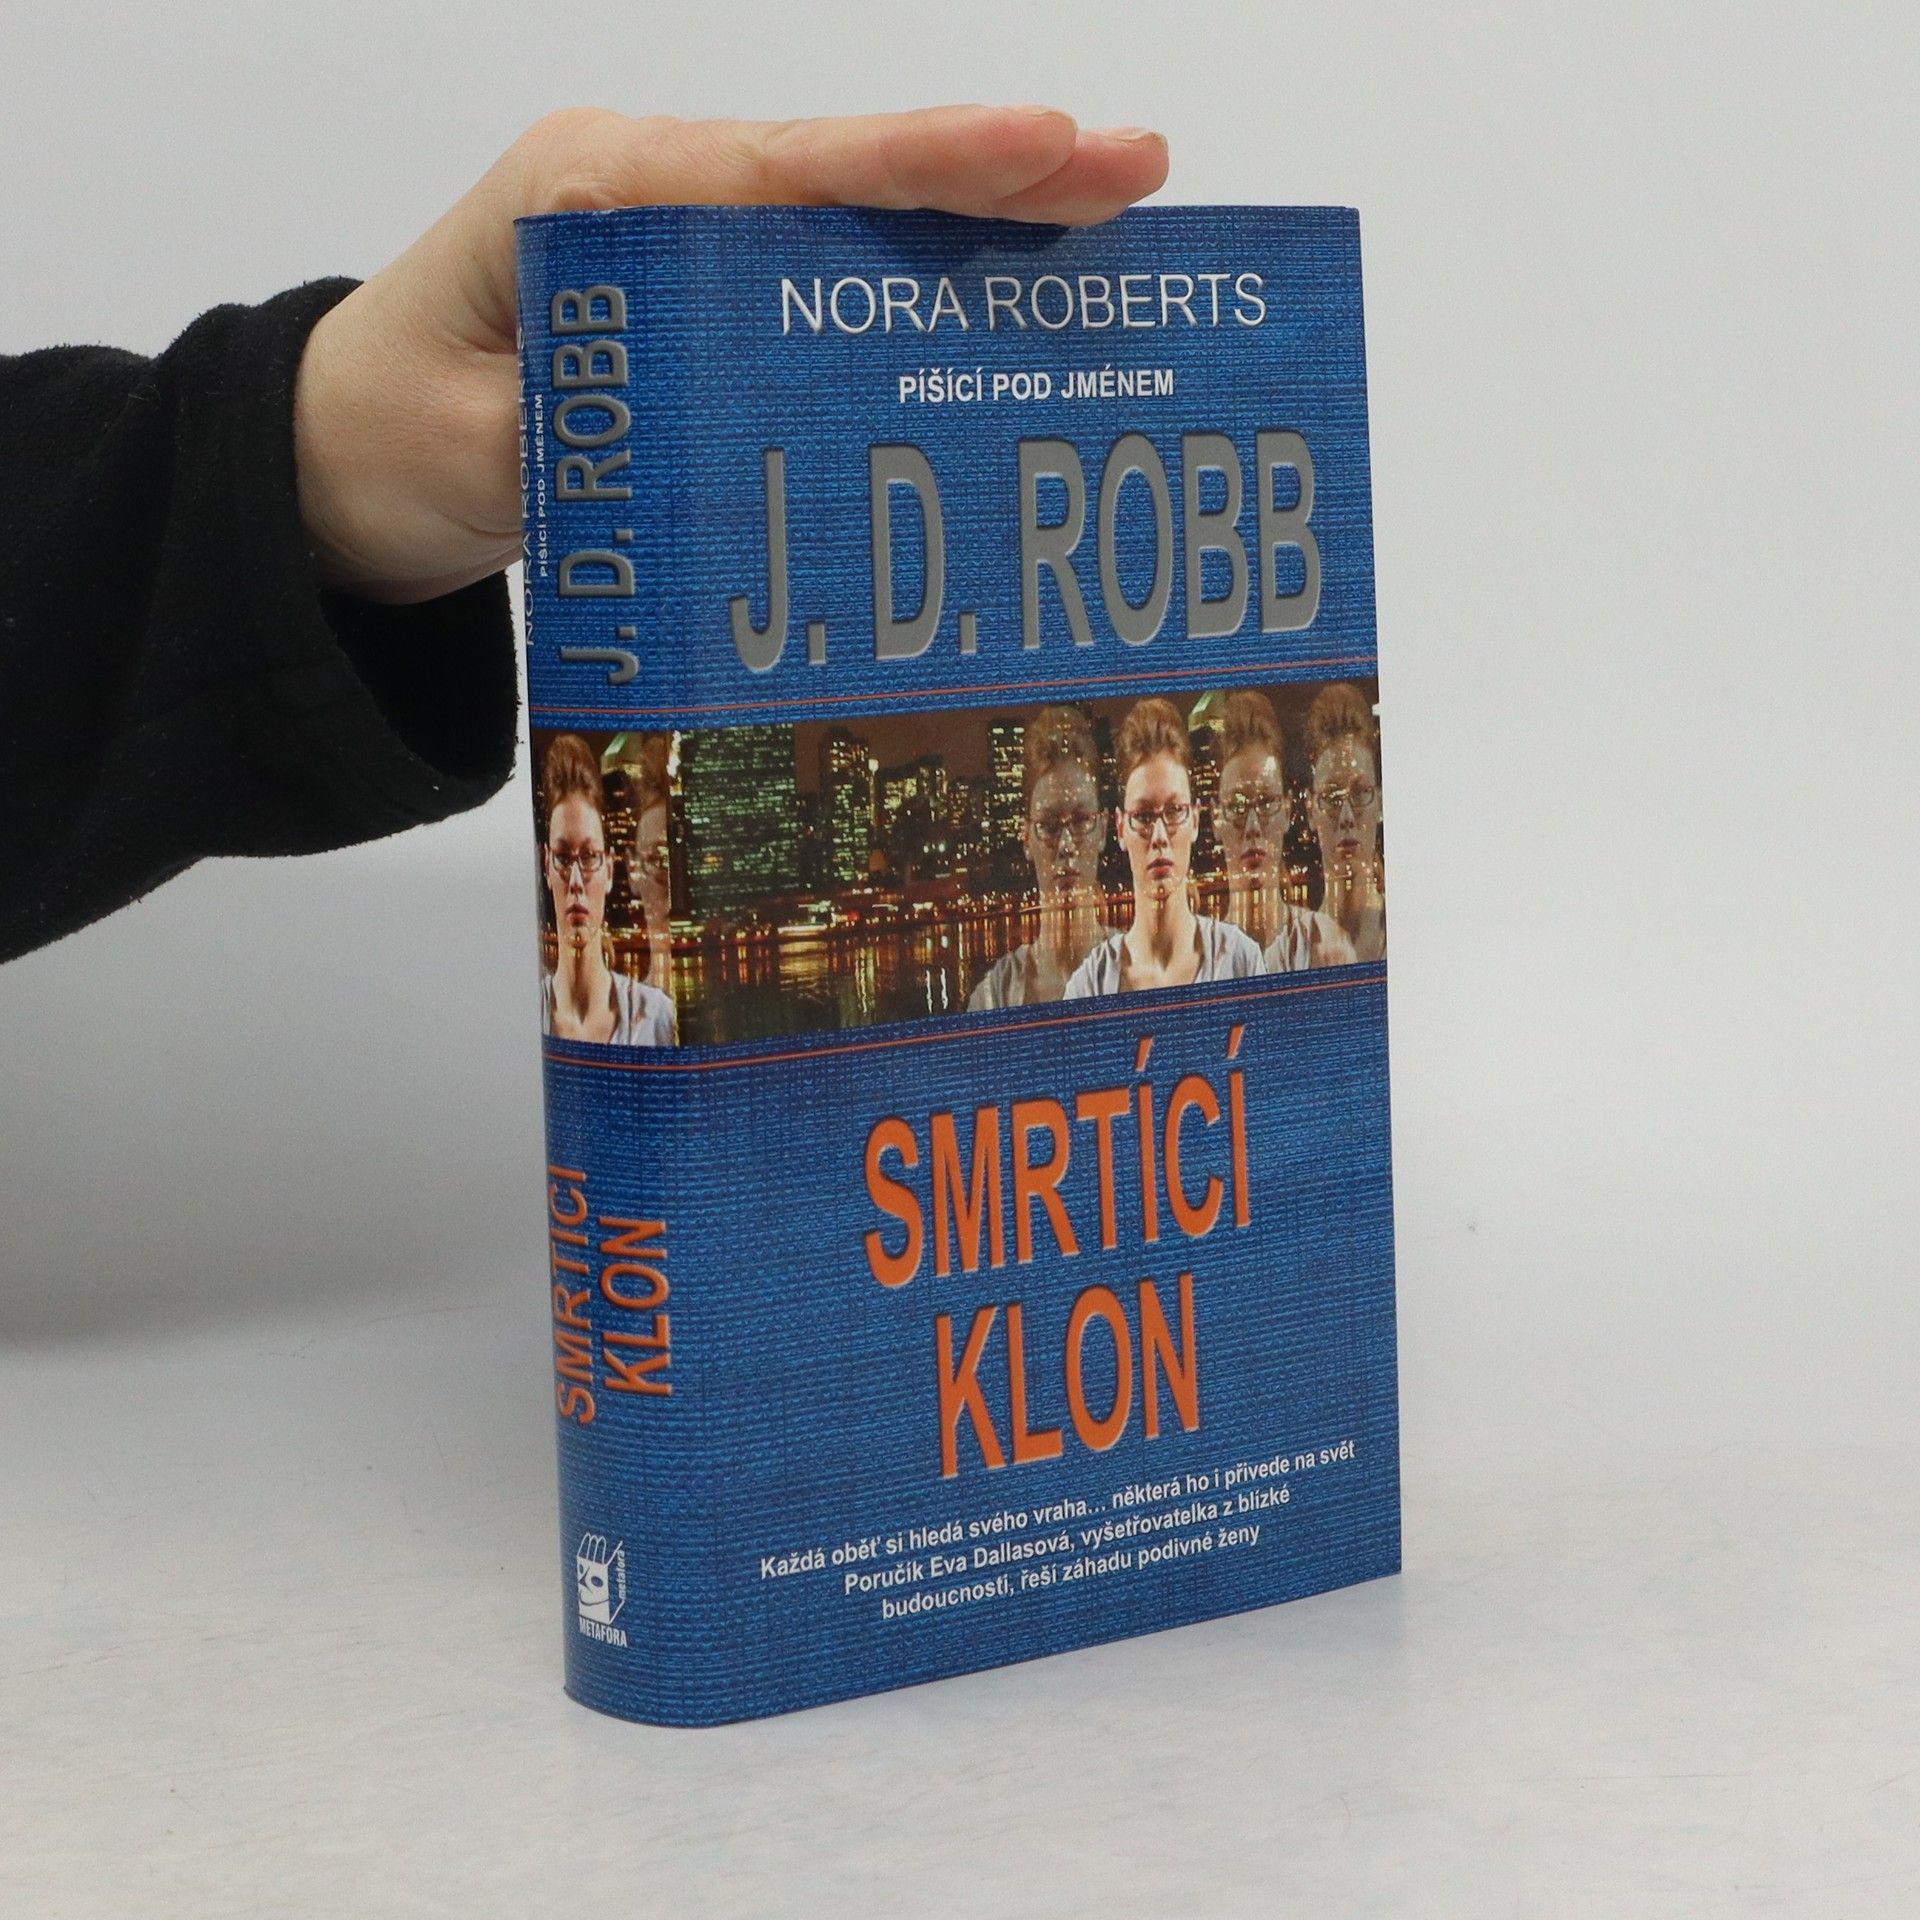 NORA ROBERTS
PÍŠÍCÍ POD JMÉNEM
J. D. ROBB
SMRTÍCÍ
KLON
Každá oběť si hledá svého vraha... některá ho i přivede na svět
Poručík Eva Dallasová, vyšetřovatelka z blízké
budoucnosti, řeší záhadu podivné ženy
NORA ROBERTS
PÍŠÍCÍ POD JMÉNEM
J. D. ROBB
SMRTÍCÍ
KLON
metafora
METAFORA